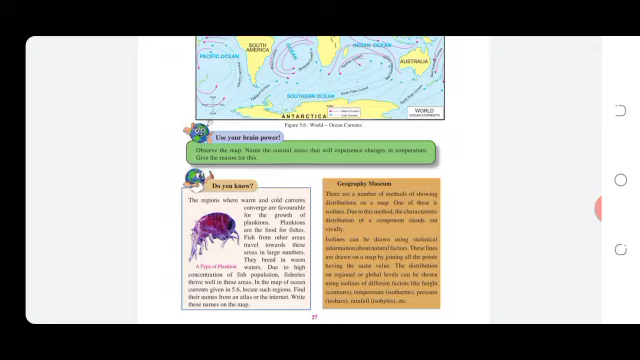 SOUTH
AMERICA
PACIFIC OCEAN
OCEAN
INDIAN OCEAN
AUSTRALIA
SOUTHERN OCEAN
ANTARCTICA
WORLD
OCEAN CURRENTS
Figure 5.6: World – Ocean Currents
Use your brain power!
Observe the map. Name the coastal areas that will experience changes in temperature.
Give the reason for this.
Do you know?
The regions where warm and cold currents
converge are favourable
for the growth of
planktons. Planktons
are the food for fishes.
Fish from other areas
travel towards these
areas in large numbers.
They breed in warm
A Type of Plankton
waters. Due to high
concentration of fish population, fisheries
thrive well in these areas. In the map of ocean
currents given in 5.6, locate such regions. Find
their names from an atlas or the internet. Write
these names on the map.
Geography Museum
There are a number of methods of showing
distributions on a map. One of these is
isolines. Due to this method, the characteristic
distribution of a component stands out
vividly.
Isolines can be drawn using statistical
information about natural factors. These lines
are drawn on a map by joining all the points
having the same value. The distribution
on regional or global levels can be shown
using isolines of different factors like height
(contours), temperature (isotherms), pressure
(isobars), rainfall (isohytes), etc.
27